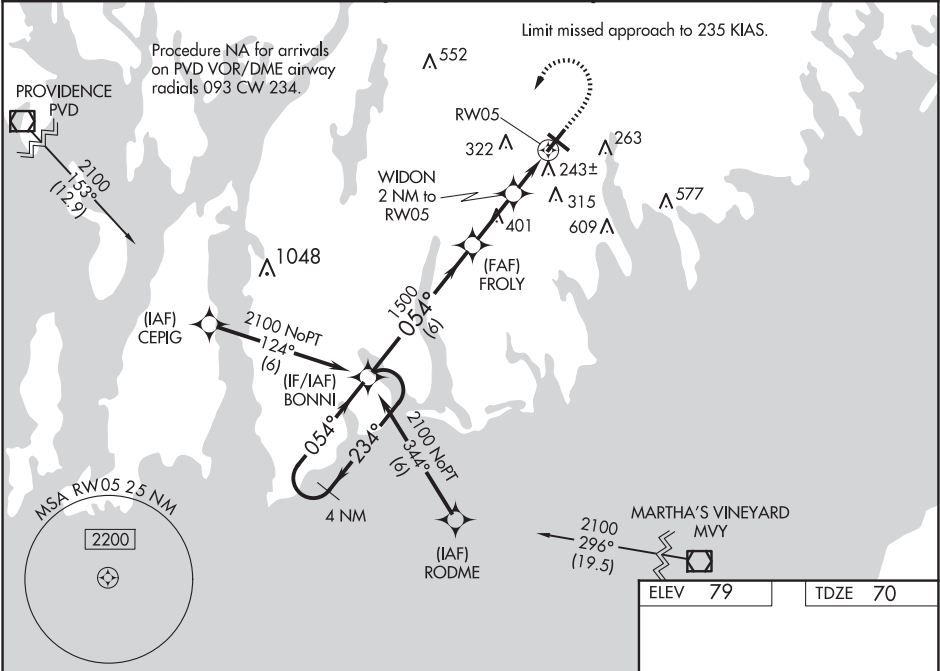 Limit missed approach to 235 KIAS.
Procedure NA for arrivals
on PVD VOR/DME airway
radials 093 CW 234.
552
PROVIDENCE
PVD
2100
153°
(12.9)
RW05
322
263
243±
WIDON
2 NM to
RW05
315
577
401
609
(FAF)
FROLY
1048
1500
054°
(6)
(IAF)
CEPIG
2100 NoPT
124°
(6)
(IF/IAF)
BONNI
054°
234°
2100 NoPT
344°
(6)
4 NM
MSA RW05 25 NM
2200
(IAF)
RODME
2100
296°
(19.5)
MARTHA'S VINEYARD
MVY
ELEV 79
TDZE 70